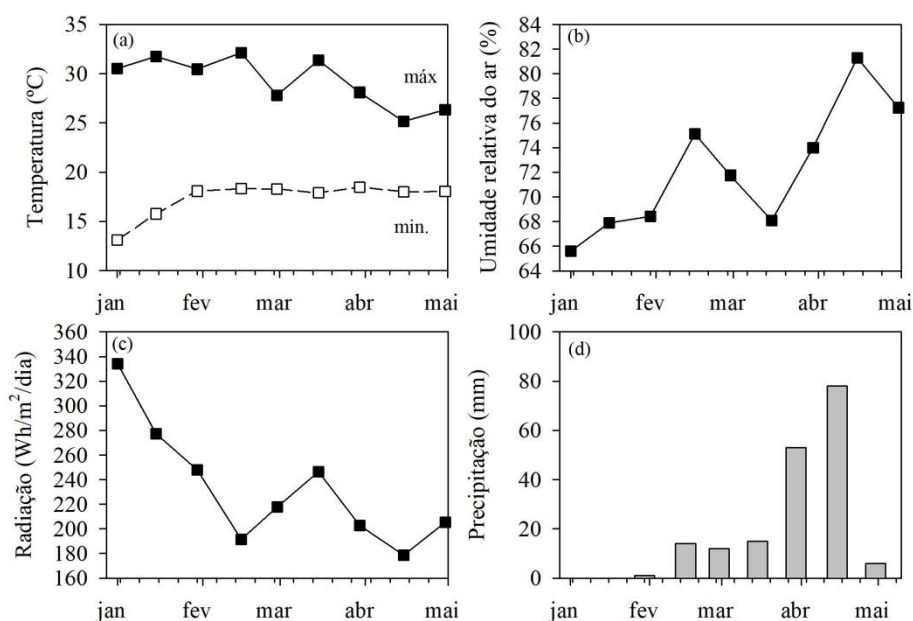 (a)
Temperatura (ºC)
35
30
25
20
15
10
máx
min.
jan fev mar abr mai
(b)
Umidade relativa do ar (%)
84
82
80
78
76
74
72
70
68
66
64
jan fev mar abr mai
(c)
Radiação (Wh/m²/dia)
360
340
320
300
280
260
240
220
200
180
160
jan fev mar abr mai
(d)
Precipitação (mm)
100
80
60
40
20
0
jan fev mar abr mai